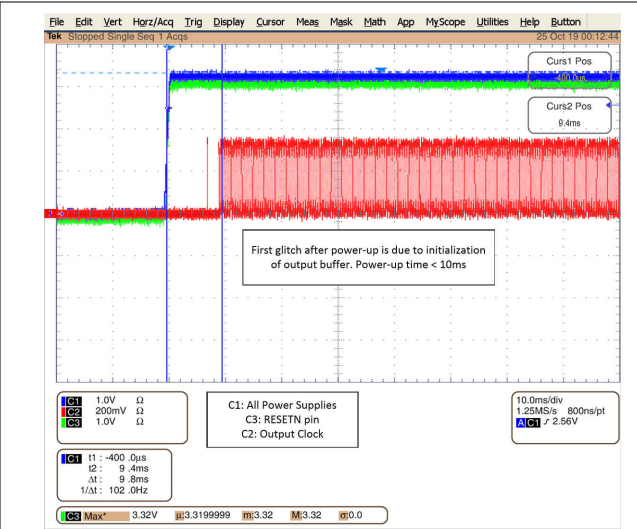 File Edit Vert Horz/Acq Trig Display Cursor Meas Mask Math App MyScope Utilities Help Button
Tek Stopped Single Seq 1 Acqs 25 Oct 19 00:12:44
Curs1 Pos
-400.0µs
Curs2 Pos
9.4ms
First glitch after power-up is due to initialization
of output buffer. Power-up time < 10ms
C1 1.0V Ω
C2 200mV Ω
C3 1.0V Ω
C1: All Power Supplies
C3: RESETN pin
C2: Output Clock
10.0ms/div
1.25MS/s 800ns/pt
A C1 2.56V
C1 t1: -400 .0µs
t2: 9 .4ms
Δt: 9 .8ms
1/Δt: 102 .0Hz
C3 Max* 3.32V µ:3.3199999 m:3.32 M:3.32 σ:0.0